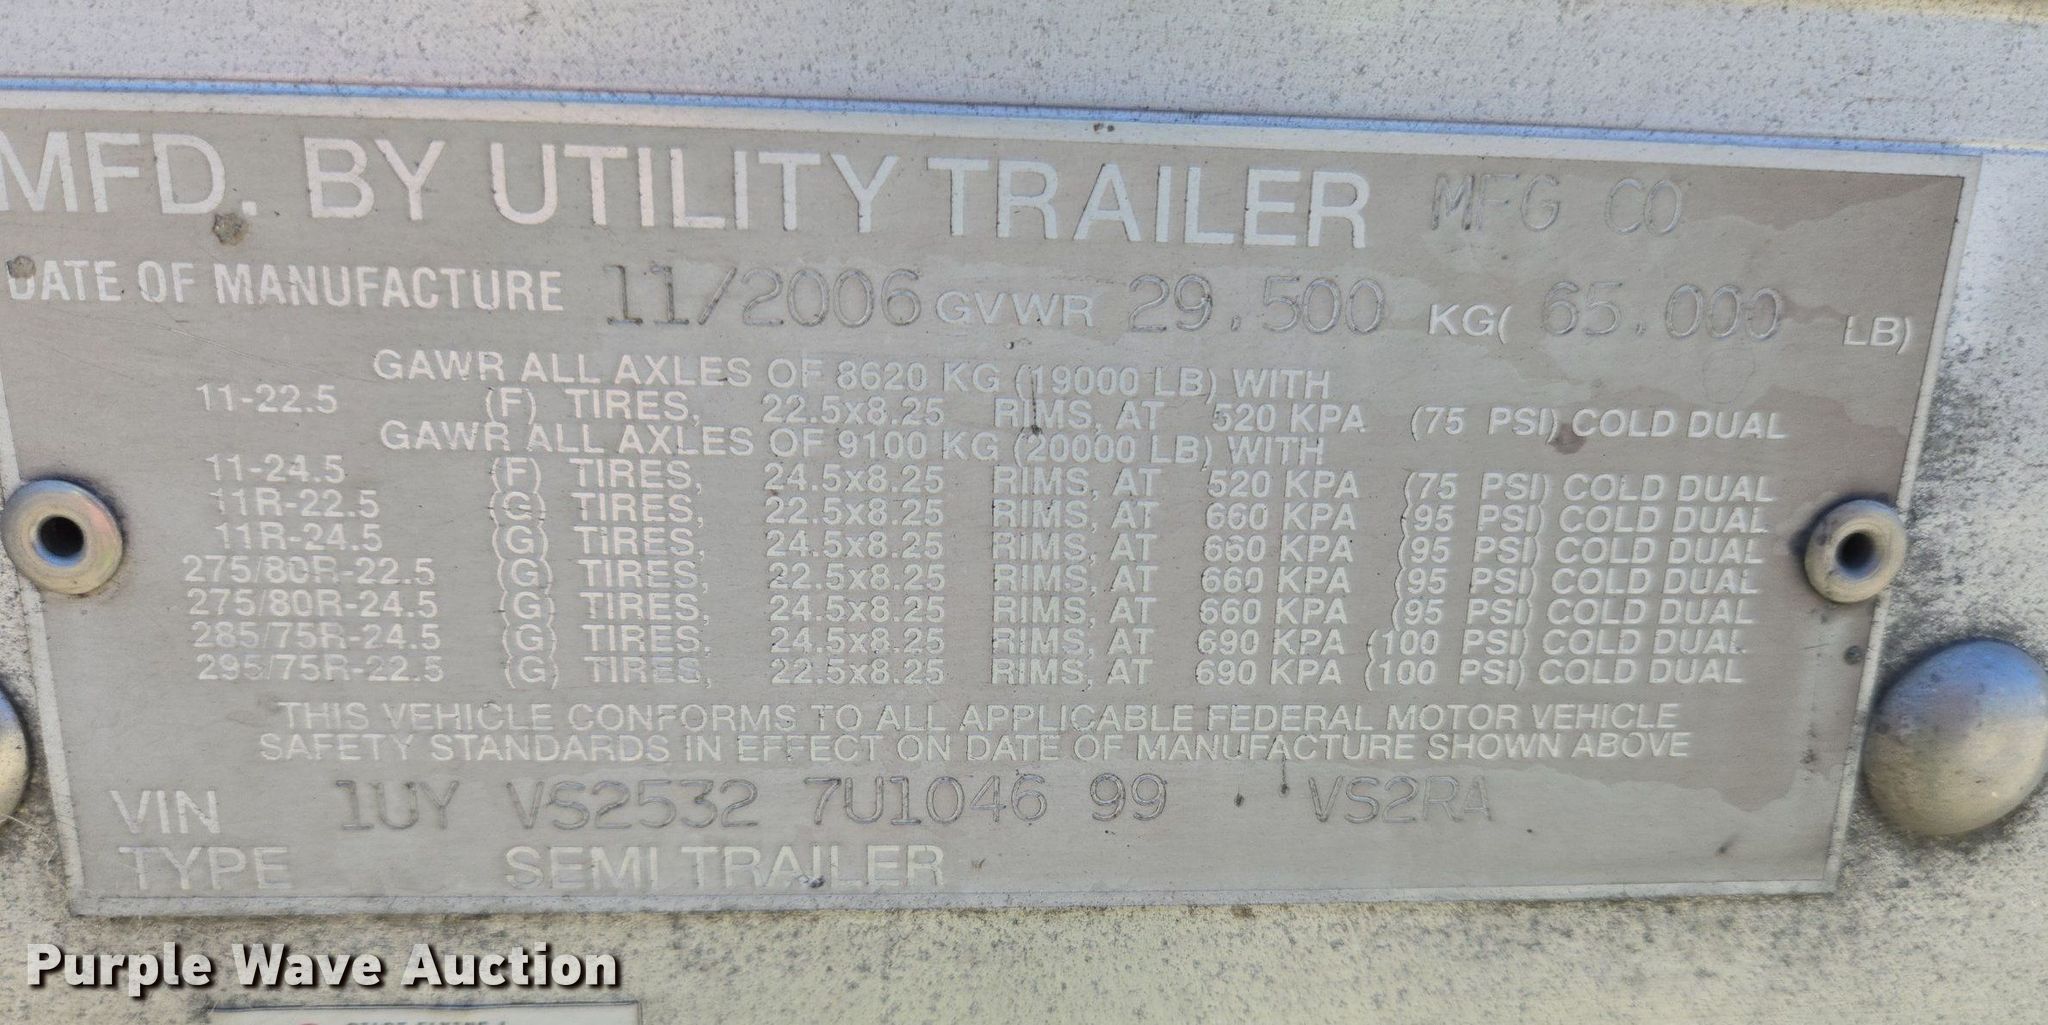 MFD. BY UTILITY TRAILER MFG CO
DATE OF MANUFACTURE 11/2006 GVWR 29.500 KG( 65.000 LB)
GAWR ALL AXLES OF 8620 KG (19000 LB) WITH
11-22.5 (F) TIRES, 22.5x8.25 RIMS, AT 520 KPA (75 PSI) COLD DUAL
GAWR ALL AXLES OF 9100 KG (20000 LB) WITH
11-24.5 (F) TIRES, 24.5x8.25 RIMS, AT 520 KPA (75 PSI) COLD DUAL
11R-22.5 (G) TIRES, 22.5x8.25 RIMS, AT 660 KPA (95 PSI) COLD DUAL
11R-24.5 (G) TIRES, 24.5x8.25 RIMS, AT 660 KPA (95 PSI) COLD DUAL
275/80R-22.5 (G) TIRES, 22.5x8.25 RIMS, AT 660 KPA (95 PSI) COLD DUAL
275/80R-24.5 (G) TIRES, 24.5x8.25 RIMS, AT 660 KPA (95 PSI) COLD DUAL
285/75R-24.5 (G) TIRES, 24.5x8.25 RIMS, AT 690 KPA (100 PSI) COLD DUAL
295/75R-22.5 (G) TIRES, 22.5x8.25 RIMS, AT 690 KPA (100 PSI) COLD DUAL
THIS VEHICLE CONFORMS TO ALL APPLICABLE FEDERAL MOTOR VEHICLE
SAFETY STANDARDS IN EFFECT ON DATE OF MANUFACTURE SHOWN ABOVE
VIN 1UY VS2532 7U1046 99 VS2RA
TYPE SEMI TRAILER
Purple Wave Auction